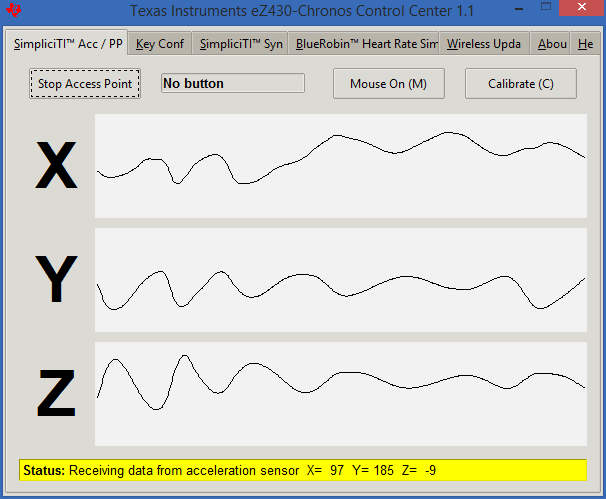 Texas Instruments eZ430-Chronos Control Center 1.1
SimpliciTI™ Acc / PP Key Conf SimpliciTI™ Syn BlueRobin™ Heart Rate Sim Wireless Upda Abou He
Stop Access Point No button Mouse On (M) Calibrate (C)
X
Y
Z
Status: Receiving data from acceleration sensor X= 97 Y= 185 Z= -9